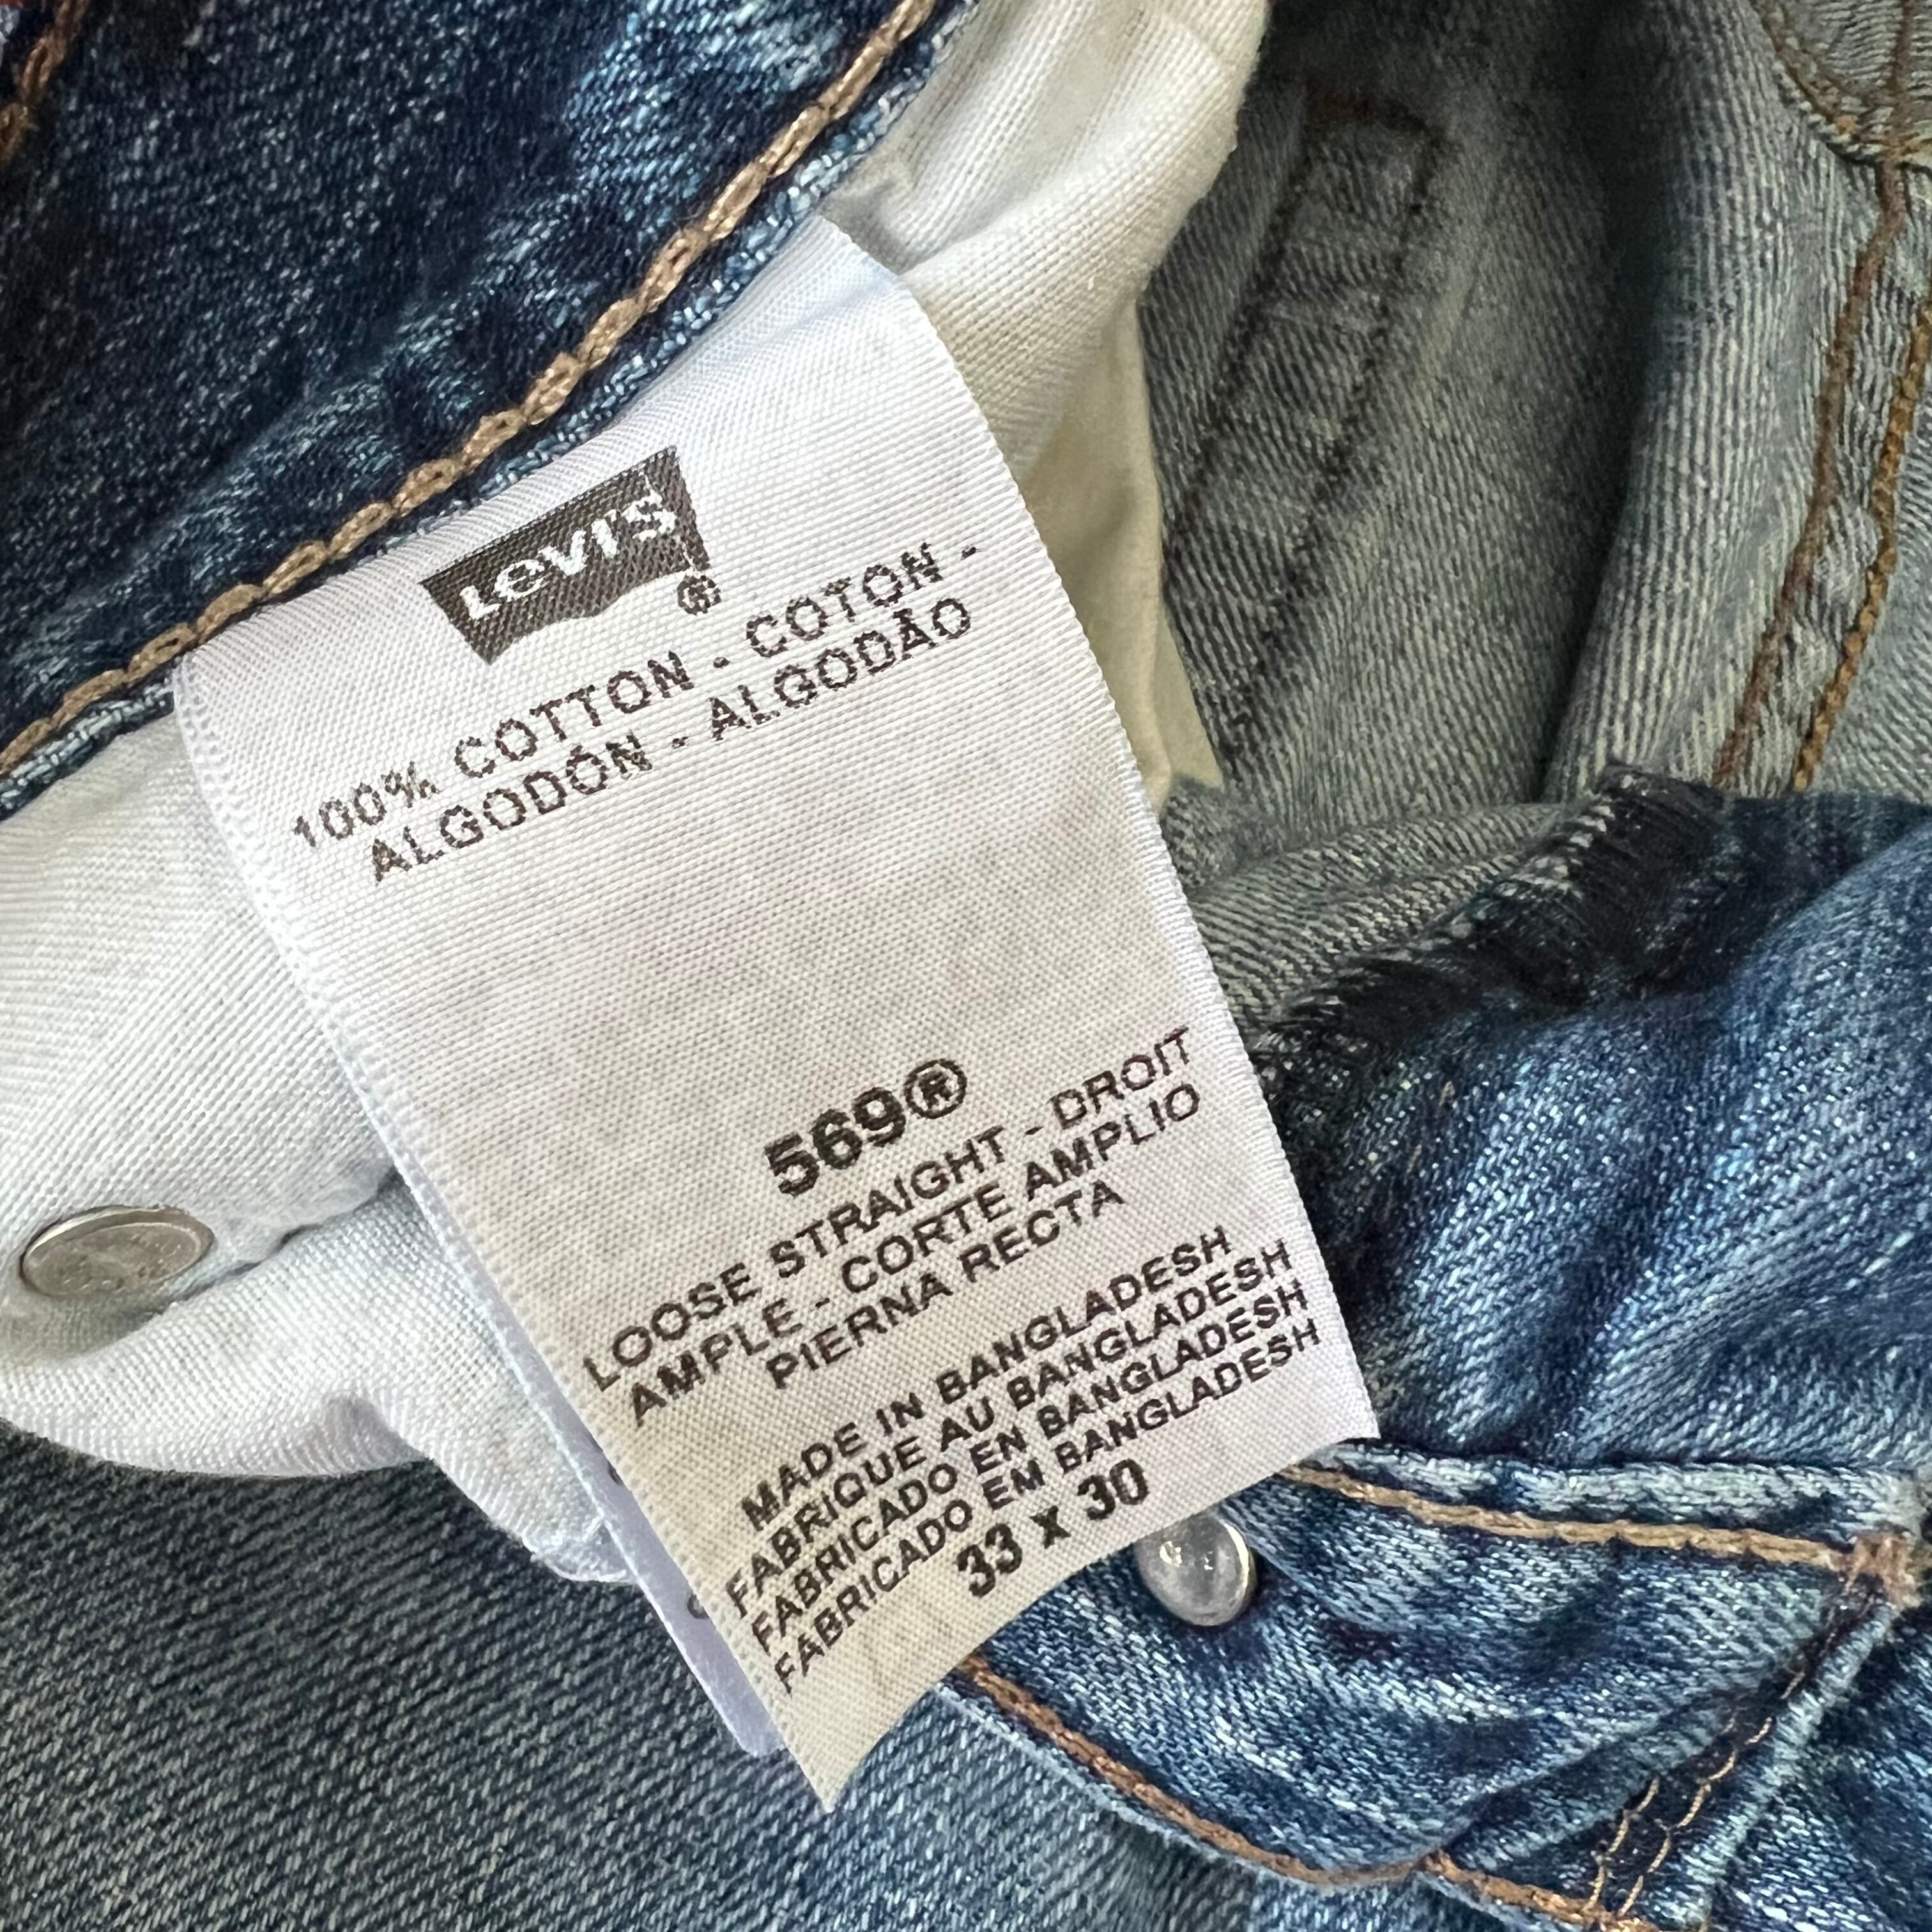 Levi's
®
100% COTTON - COTON -
ALGODÓN - ALGODÃO
569®
LOOSE STRAIGHT - DROIT
AMPLE - CORTE AMPLIO
PIERNA RECTA
MADE IN BANGLADESH
FABRIQUE AU BANGLADESH
FABRICADO EN BANGLADESH
FABRICADO EM BANGLADESH
33 x 30